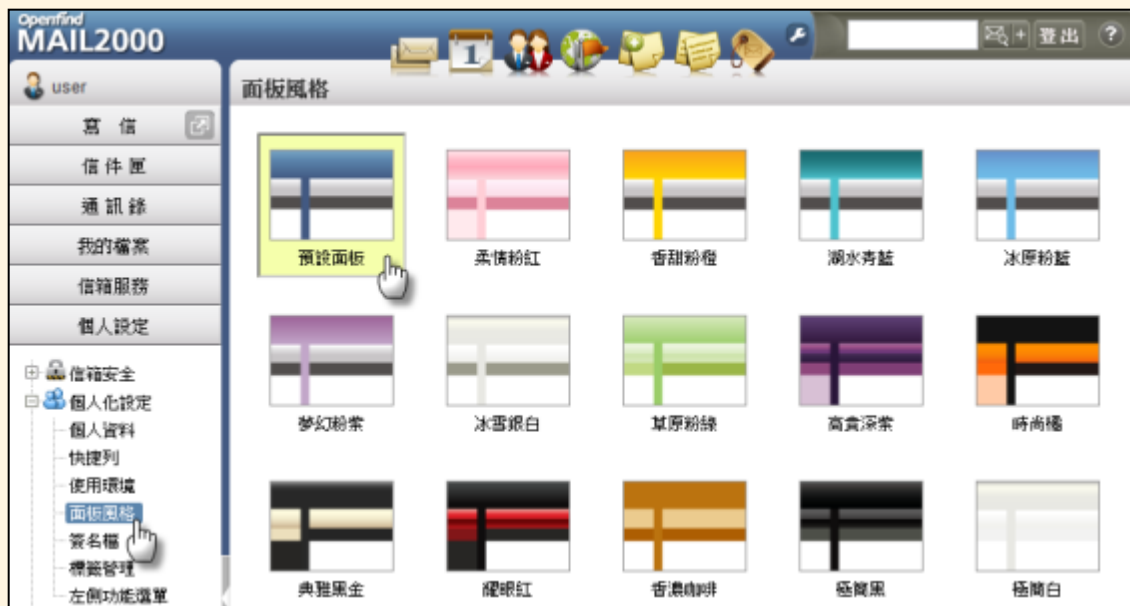 Openfind
MAIL2000
1
登出
?
user
面板風格
寫 信
信件匣
通訊錄
我的檔案
信箱服務
個人設定
信箱安全
個人化設定
個人資料
快捷列
使用環境
面板風格
簽名檔
標籤管理
左側功能選單
預設面板
柔情粉紅
香甜粉橙
湖水青藍
冰原粉藍
夢幻粉紫
冰雪銀白
草原粉綠
高貴深紫
時尚橘
典雅黑金
耀眼紅
香濃咖啡
極簡黑
極簡白